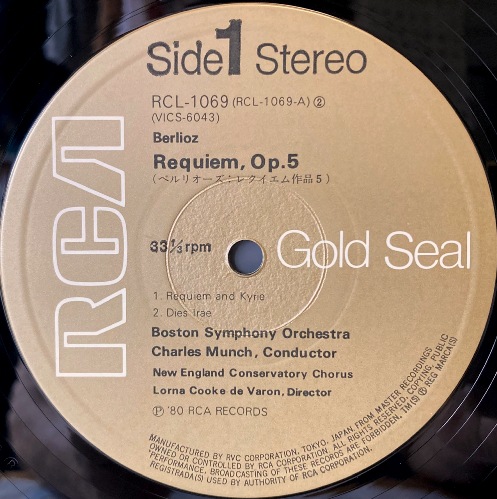 Side 1 Stereo
RCL-1069 (RCL-1069-A) ②
(VICS-6043)
Berlioz
Requiem, Op.5
(ベルリオーズ：レクイエム作品5)
33⅓ rpm
RCA
Gold Seal
1. Requiem and Kyrie
2. Dies Irae
Boston Symphony Orchestra
Charles Munch, Conductor
New England Conservatory Chorus
Lorna Cooke de Varon, Director
Ⓟ '80 RCA RECORDS
MANUFACTURED BY RVC CORPORATION, TOKYO, JAPAN FROM MASTER RECORDINGS
OWNED OR CONTROLLED BY RCA CORPORATION. ALL RIGHTS RESERVED, COPYING, PUBLIC
PERFORMANCE, BROADCASTING OF THESE RECORDS ARE FORBIDDEN, TM(S) ® REG MARCA(S)
REGISTRADA(S) USED BY AUTHORITY OF RCA CORPORATION.